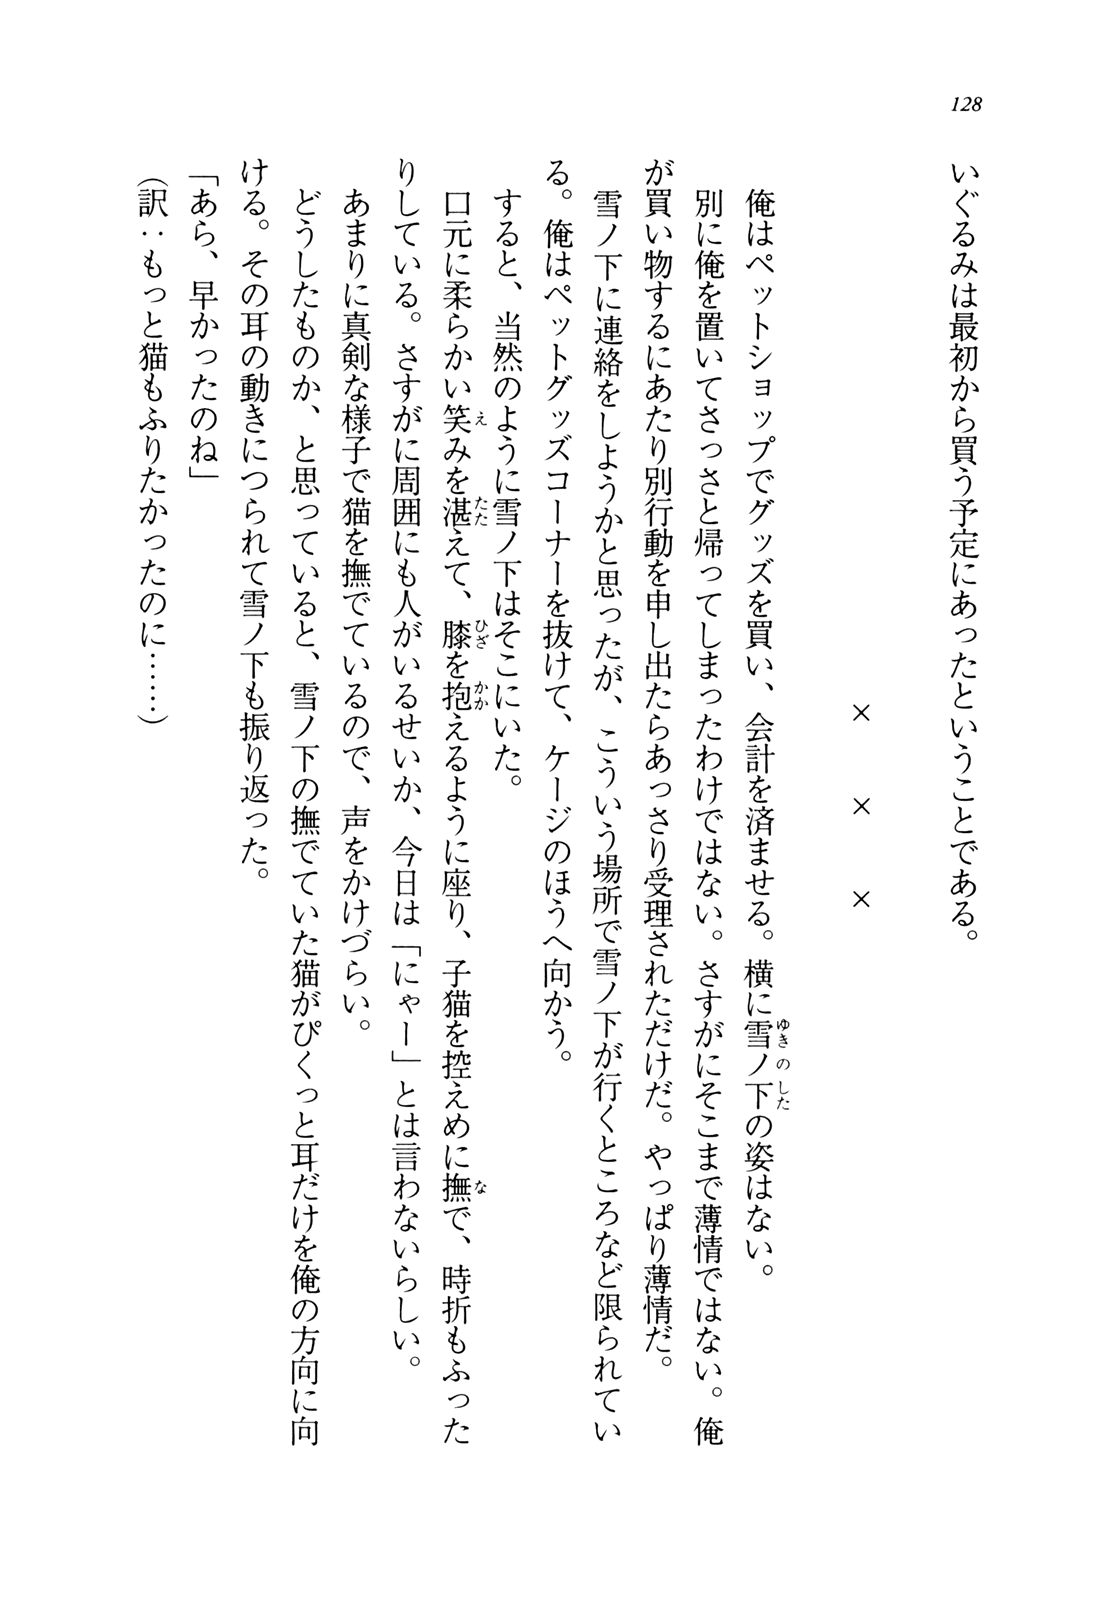 128
いぐるみは最初から買う予定にあったということである。
× × ×
俺はペットショップでグッズを買い、会計を済ませる。横に雪ノ下の姿はない。
別に俺を置いてさっさと帰ってしまったわけではない。さすがにそこまで薄情ではない。俺
が買い物するにあたり別行動を申し出たらあっさり受理されただけだ。やっぱり薄情だ。
雪ノ下に連絡をしようかと思ったが、こういう場所で雪ノ下が行くところなど限られてい
る。俺はペットグッズコーナーを抜けて、ケージのほうへ向かう。
すると、当然のように雪ノ下はそこにいた。
口元に柔らかい笑みを湛えて、膝を抱えるように座り、子猫を控えめに撫で、時折もふった
りしている。さすがに周囲にも人がいるせいか、今日は「にゃー」とは言わないらしい。
あまりに真剣な様子で猫を撫でているので、声をかけづらい。
どうしたものか、と思っていると、雪ノ下の撫でていた猫がぴくっと耳だけを俺の方向に向
ける。その耳の動きにつられて雪ノ下も振り返った。
「あら、早かったのね」
(訳：もっと猫もふりたかったのに……)